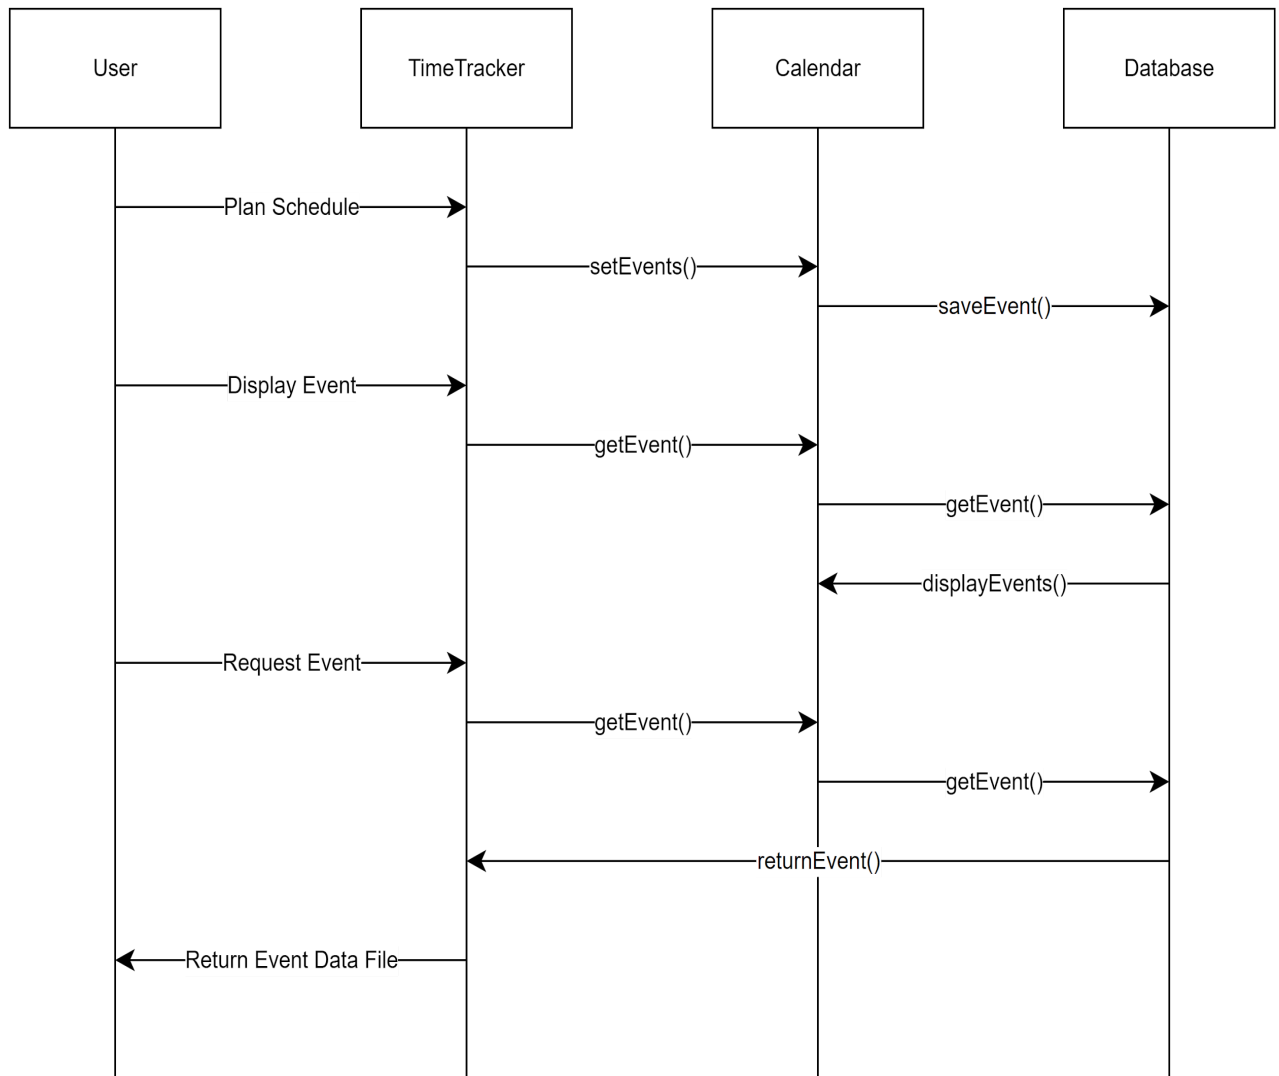 User
TimeTracker
Calendar
Database
Plan Schedule
setEvents()
saveEvent()
Display Event
getEvent()
getEvent()
displayEvents()
Request Event
getEvent()
getEvent()
returnEvent()
Return Event Data File